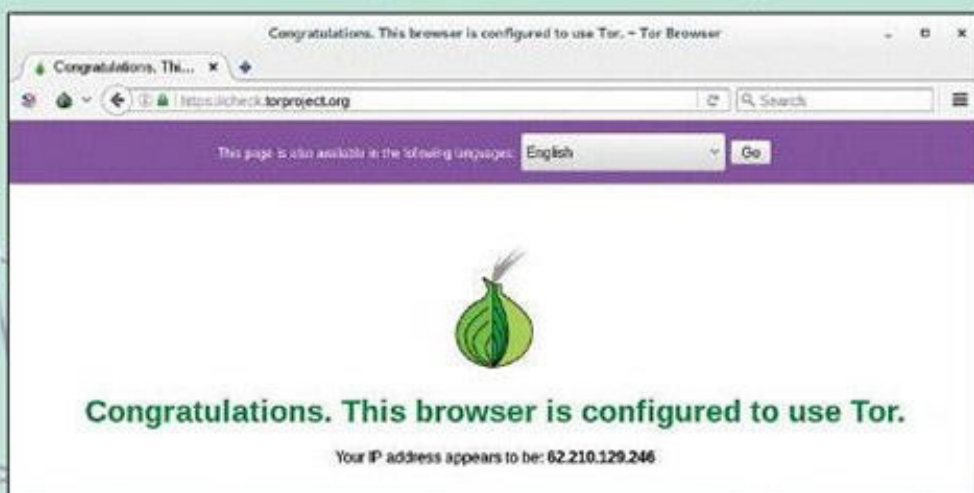 Congratulations. This browser is configured to use Tor. – Tor Browser
Congratulations. Thi...
https://check.torproject.org
Search
This page is also available in the following languages:
English
Go
Congratulations. This browser is configured to use Tor.
Your IP address appears to be: 62.210.129.246